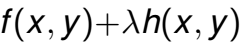 f(x, y)+λh(x, y)